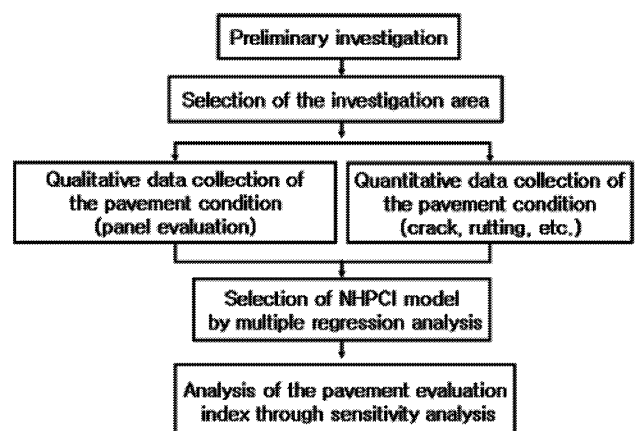 Preliminary investigation
Selection of the investigation area
Qualitative data collection of
the pavement condition
(panel evaluation)
Quantitative data collection of
the pavement condition
(crack, rutting, etc.)
Selection of NHPCI model
by multiple regression analysis
Analysis of the pavement evaluation
index through sensitivity analysis